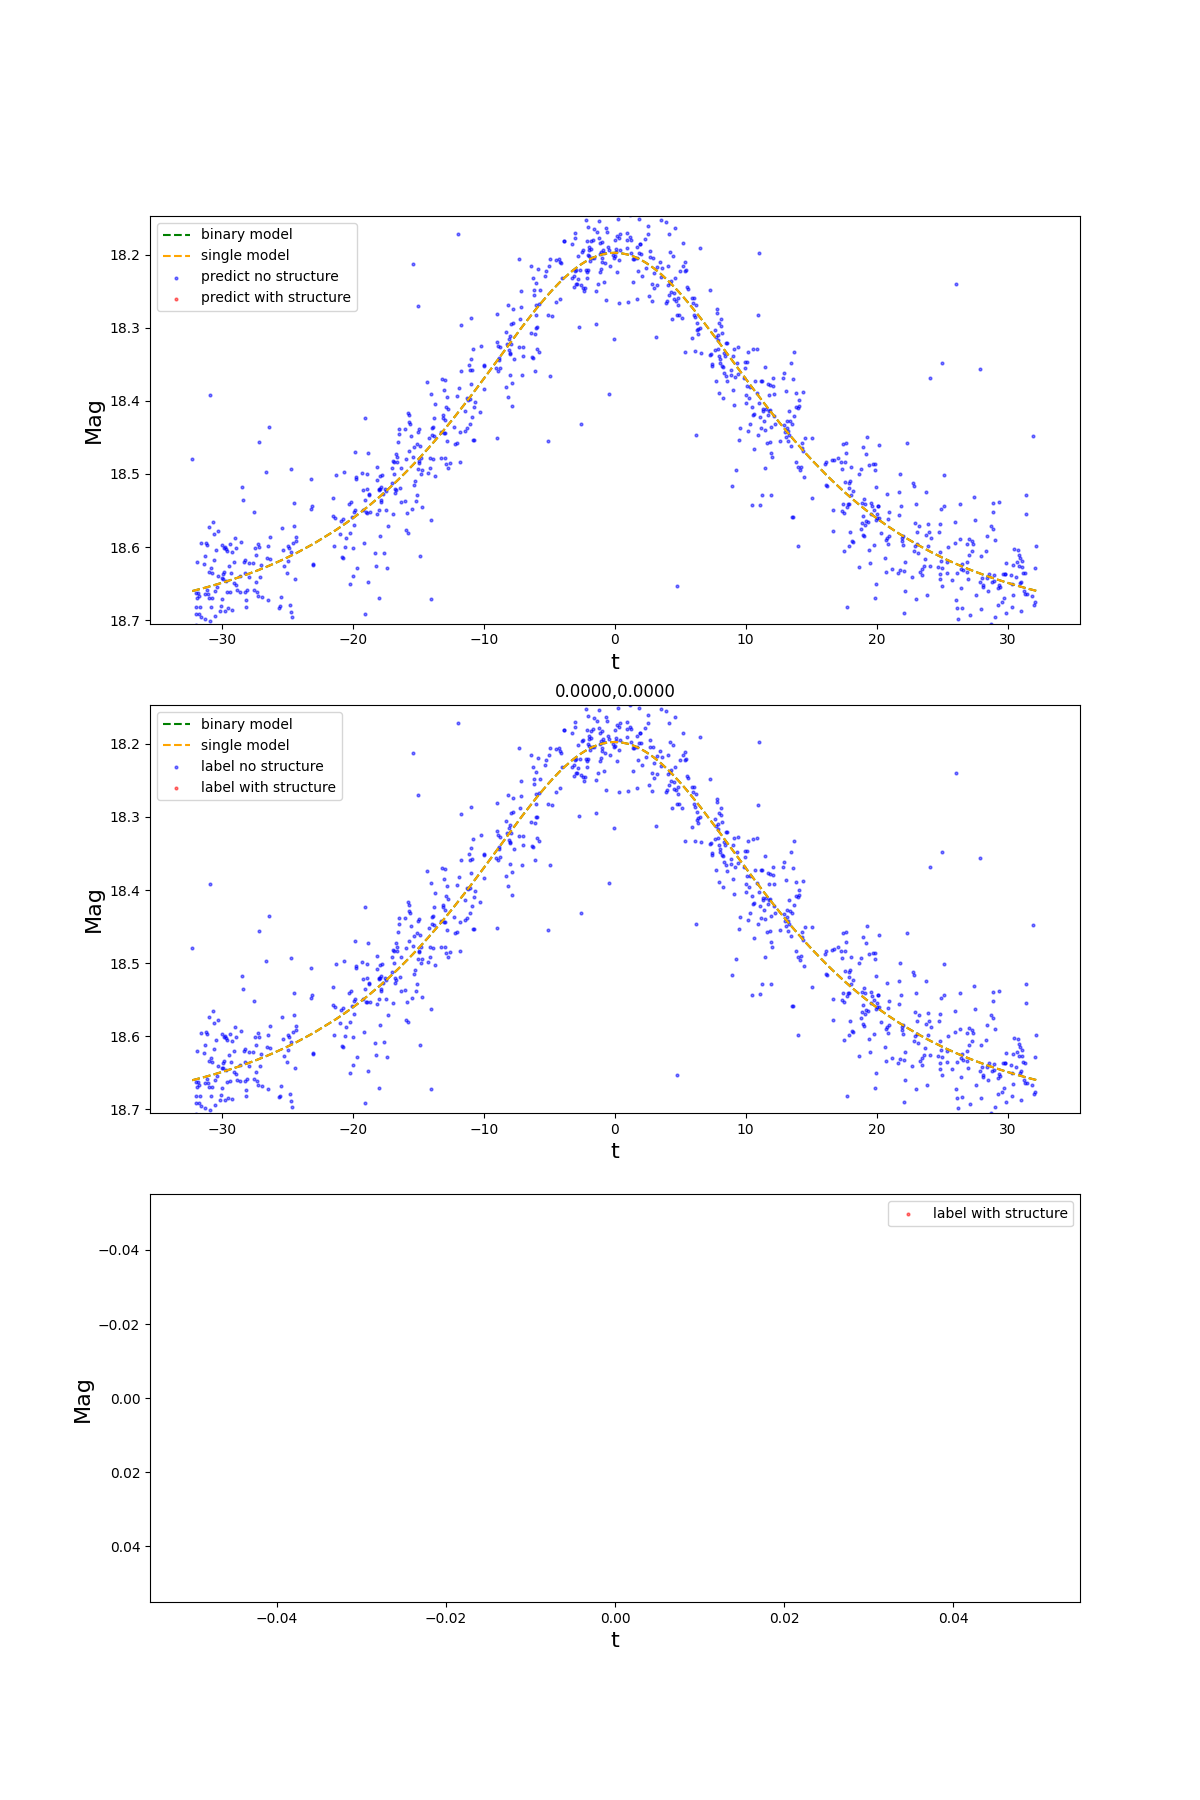 binary model
single model
predict no structure
predict with structure
18.2
18.3
18.4
18.5
18.6
18.7
Mag
−30
−20
−10
0
10
20
30
t
0.0000,0.0000
binary model
single model
label no structure
label with structure
18.2
18.3
18.4
18.5
18.6
18.7
Mag
−30
−20
−10
0
10
20
30
t
label with structure
−0.04
−0.02
0.00
0.02
0.04
Mag
−0.04
−0.02
0.00
0.02
0.04
t